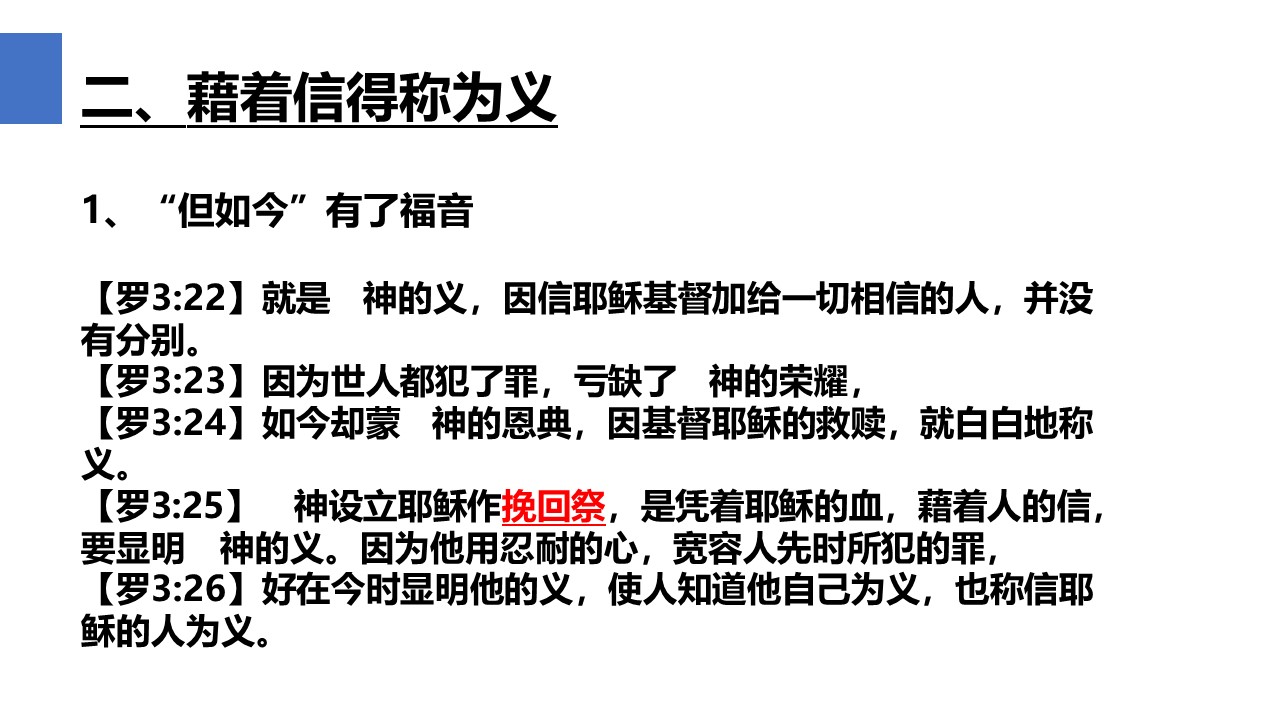 二、藉着信得称为义
1、“但如今”有了福音
【罗3:22】就是　神的义，因信耶稣基督加给一切相信的人，并没
有分别。
【罗3:23】因为世人都犯了罪，亏缺了　神的荣耀，
【罗3:24】如今却蒙　神的恩典，因基督耶稣的救赎，就白白地称
义。
【罗3:25】　神设立耶稣作挽回祭，是凭着耶稣的血，藉着人的信，
要显明　神的义。因为他用忍耐的心，宽容人先时所犯的罪，
【罗3:26】好在今时显明他的义，使人知道他自己为义，也称信耶
稣的人为义。